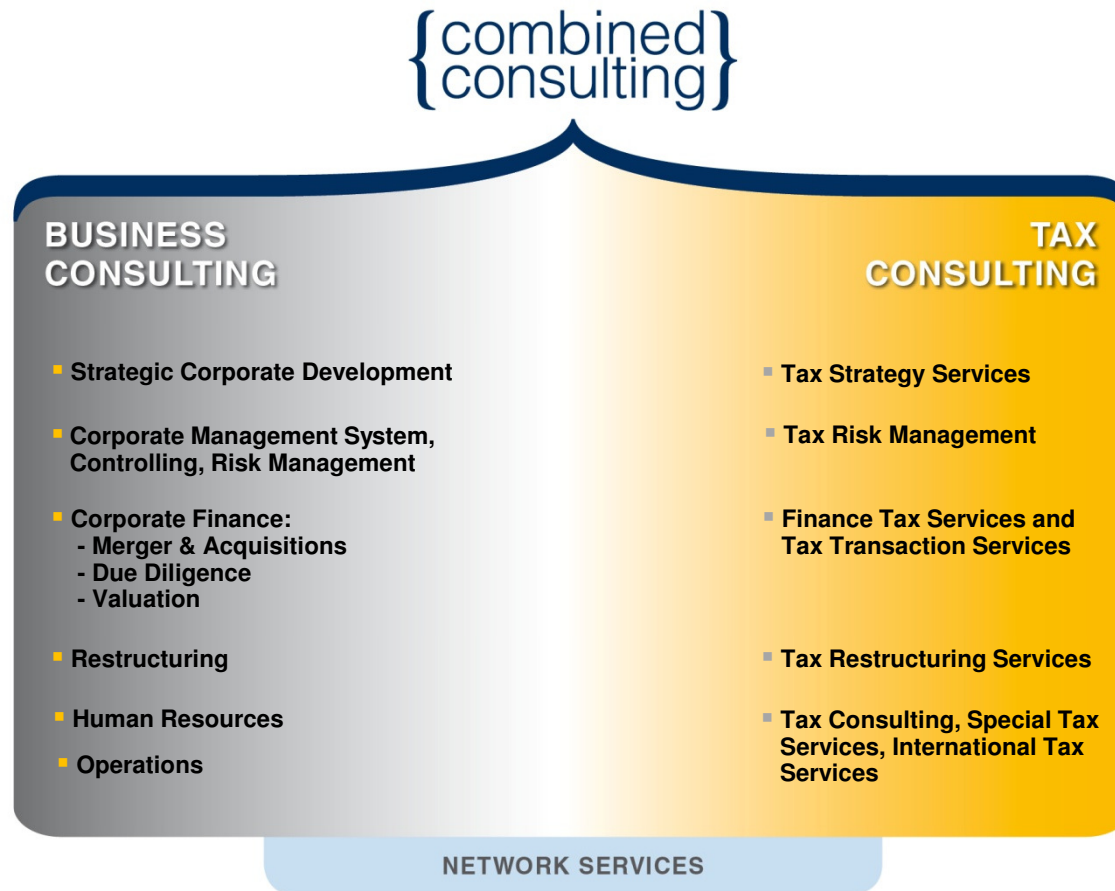 {combined
consulting}
BUSINESS
CONSULTING
▪ Strategic Corporate Development
▪ Corporate Management System,
Controlling, Risk Management
▪ Corporate Finance:
- Merger & Acquisitions
- Due Diligence
- Valuation
▪ Restructuring
▪ Human Resources
▪ Operations
TAX
CONSULTING
▪ Tax Strategy Services
▪ Tax Risk Management
▪ Finance Tax Services and
Tax Transaction Services
▪ Tax Restructuring Services
▪ Tax Consulting, Special Tax
Services, International Tax
Services
NETWORK SERVICES